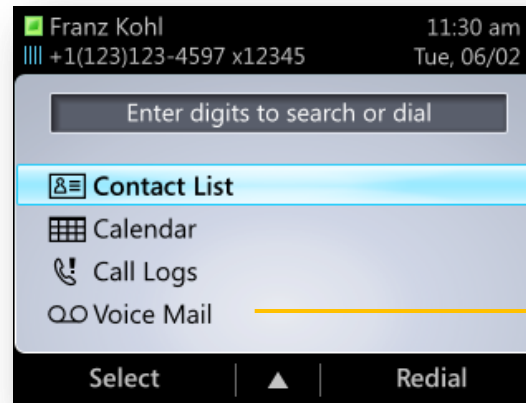 Franz Kohl 11:30 am
+1(123)123-4597 x12345 Tue, 06/02
Enter digits to search or dial
Contact List
Calendar
Call Logs
Voice Mail
Select ▲ Redial